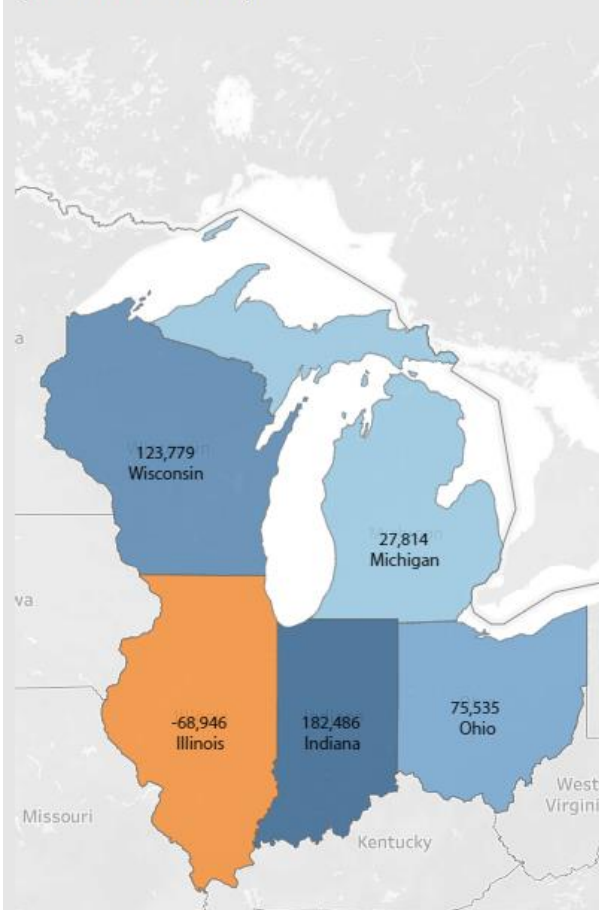 a
123,779
Wisconsin
27,814
Michigan
va
-68,946
Illinois
182,486
Indiana
75,535
Ohio
West
Virgini
Missouri
Kentucky